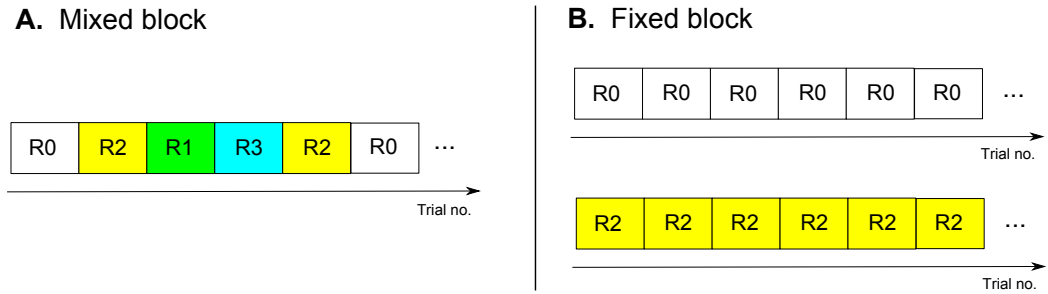 A. Mixed block
R0 R2 R1 R3 R2 R0 ...
Trial no.
B. Fixed block
R0 R0 R0 R0 R0 R0 ...
Trial no.
R2 R2 R2 R2 R2 R2 ...
Trial no.